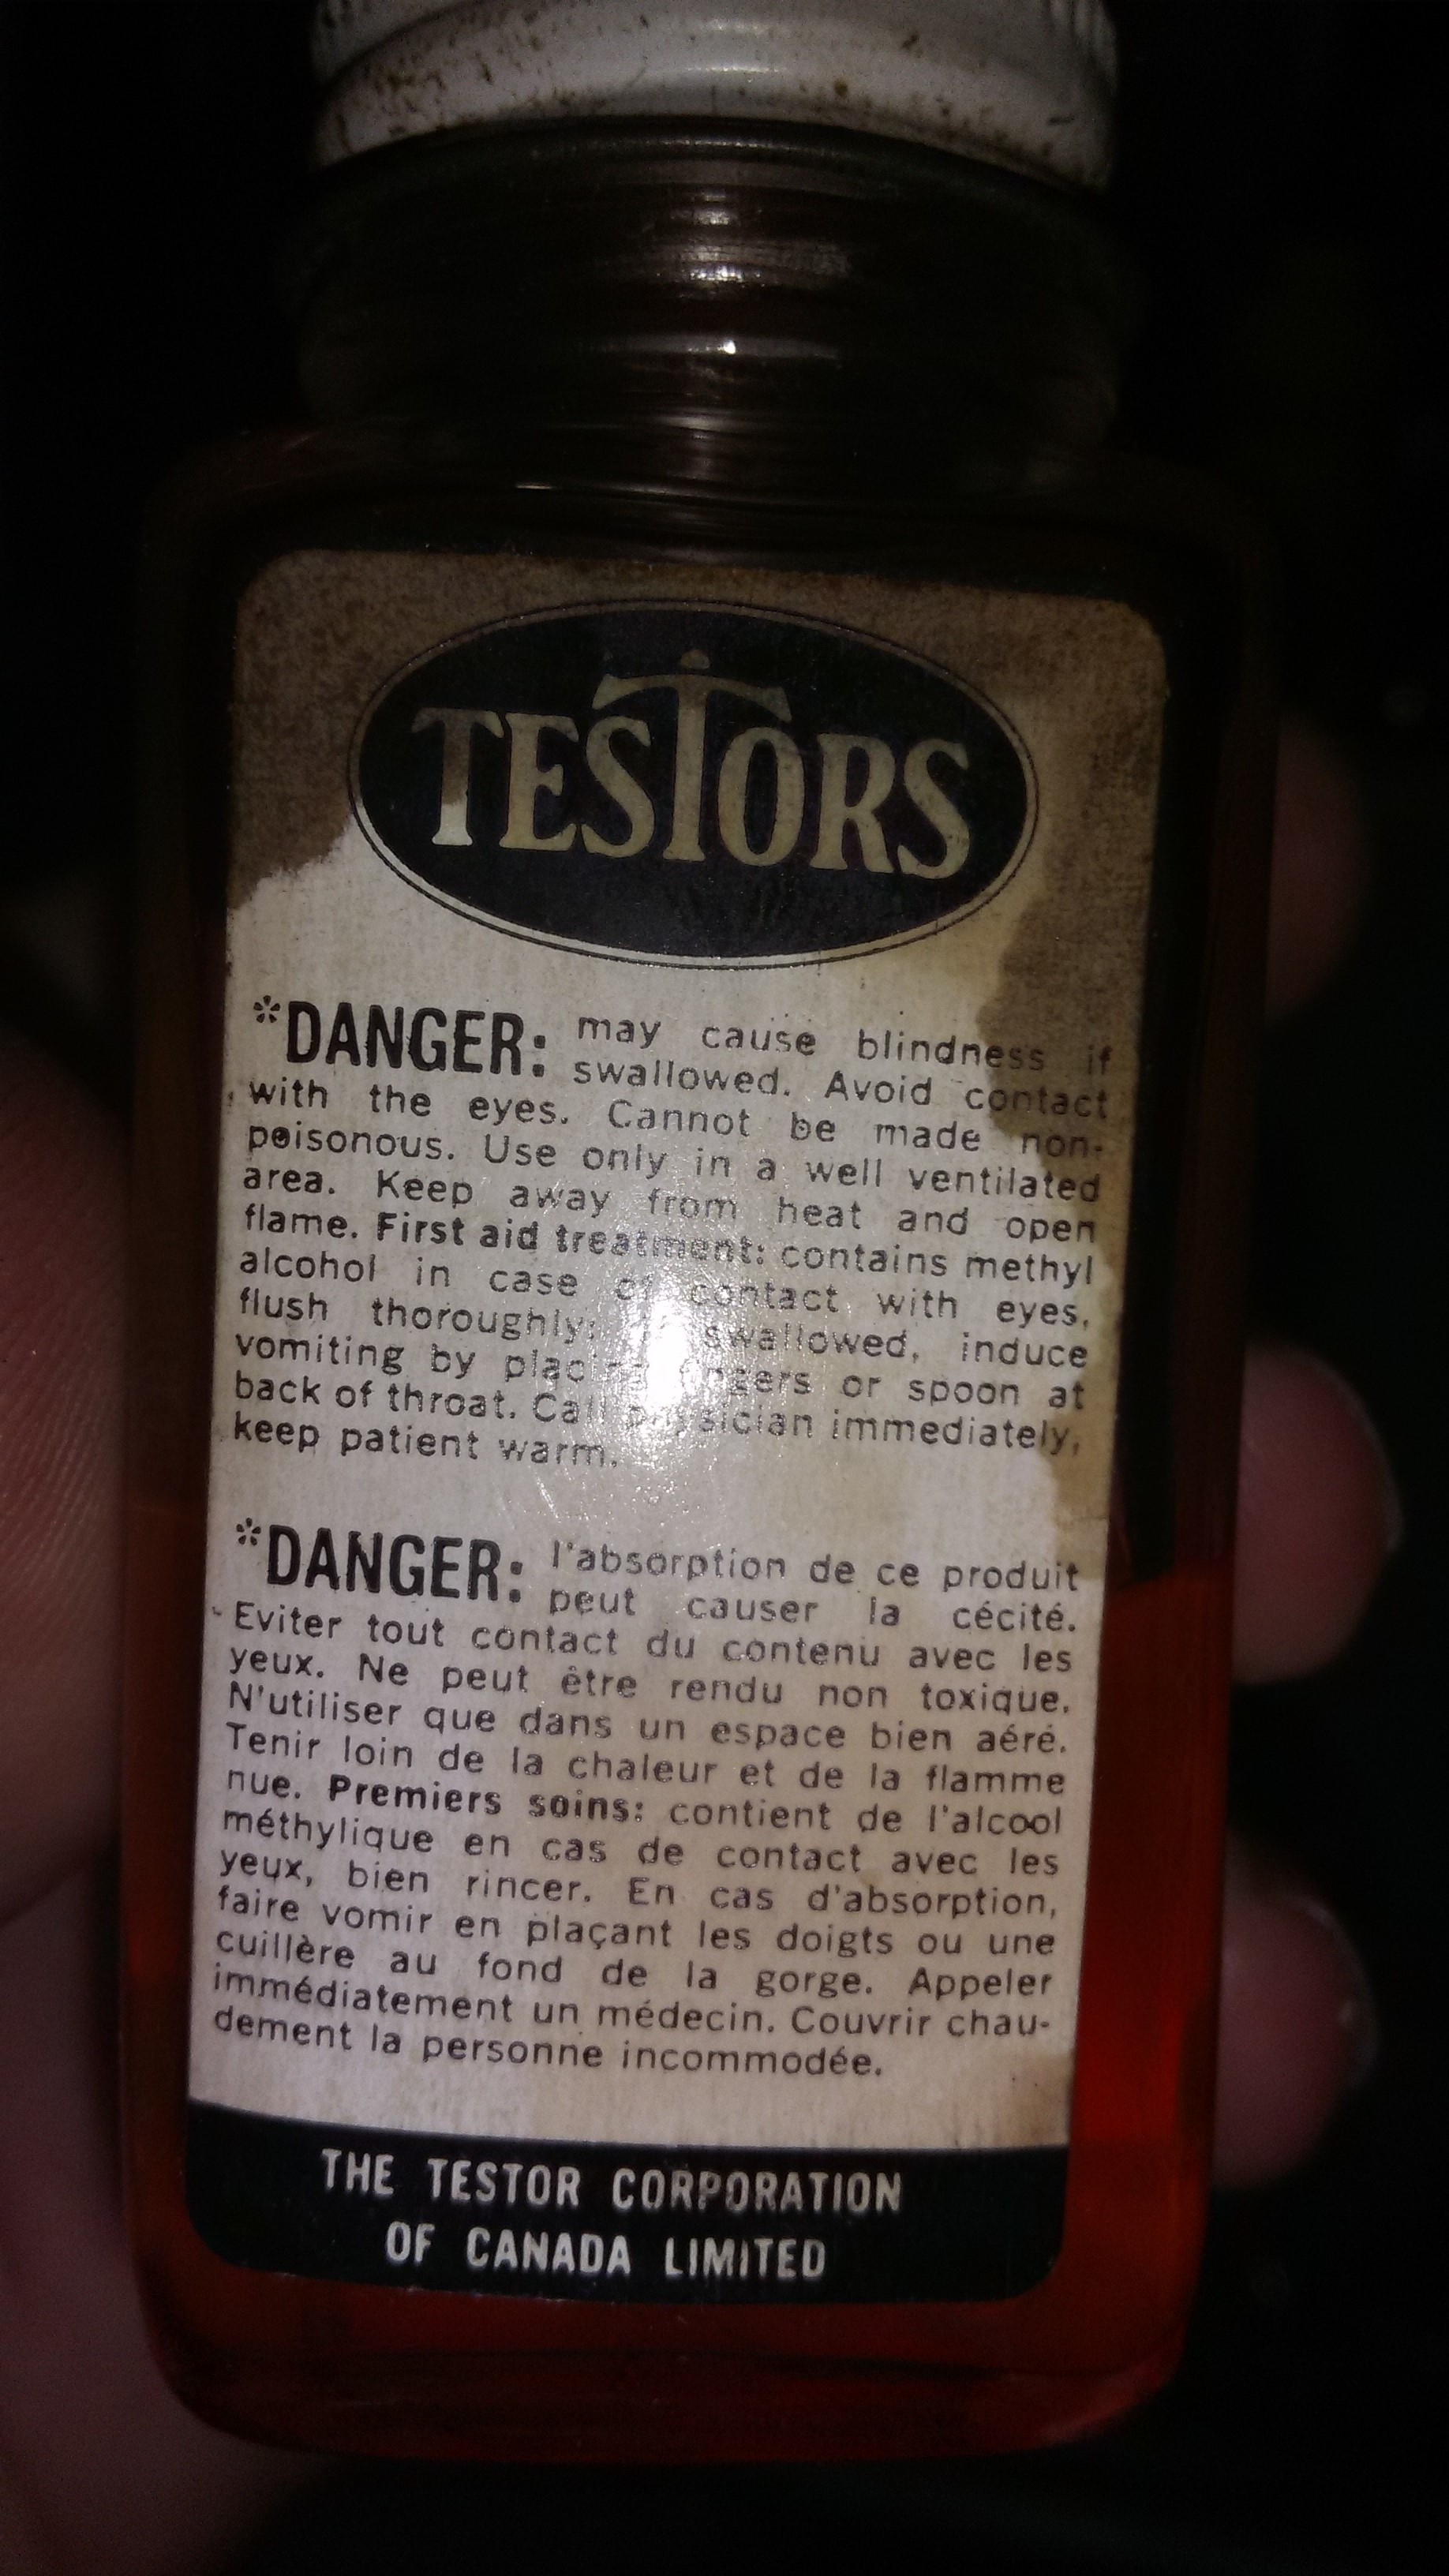 TESTORS
*DANGER: may cause blindness if
swallowed. Avoid contact
with the eyes. Cannot be made non-
poisonous. Use only in a well ventilated
area. Keep away from heat and open
flame. First aid treatment: contains methyl
alcohol in case of contact with eyes,
flush thoroughly; swallowed, induce
vomiting by placing fingers or spoon at
back of throat. Call physician immediately,
keep patient warm.
*DANGER: l'absorption de ce produit
peut causer la cécité.
Eviter tout contact du contenu avec les
yeux. Ne peut être rendu non toxique.
N'utiliser que dans un espace bien aéré.
Tenir loin de la chaleur et de la flamme
nue. Premiers soins: contient de l'alcool
méthylique en cas de contact avec les
yeux, bien rincer. En cas d'absorption,
faire vomir en plaçant les doigts ou une
cuillère au fond de la gorge. Appeler
immédiatement un médecin. Couvrir chau-
dement la personne incommodée.
THE TESTOR CORPORATION
OF CANADA LIMITED